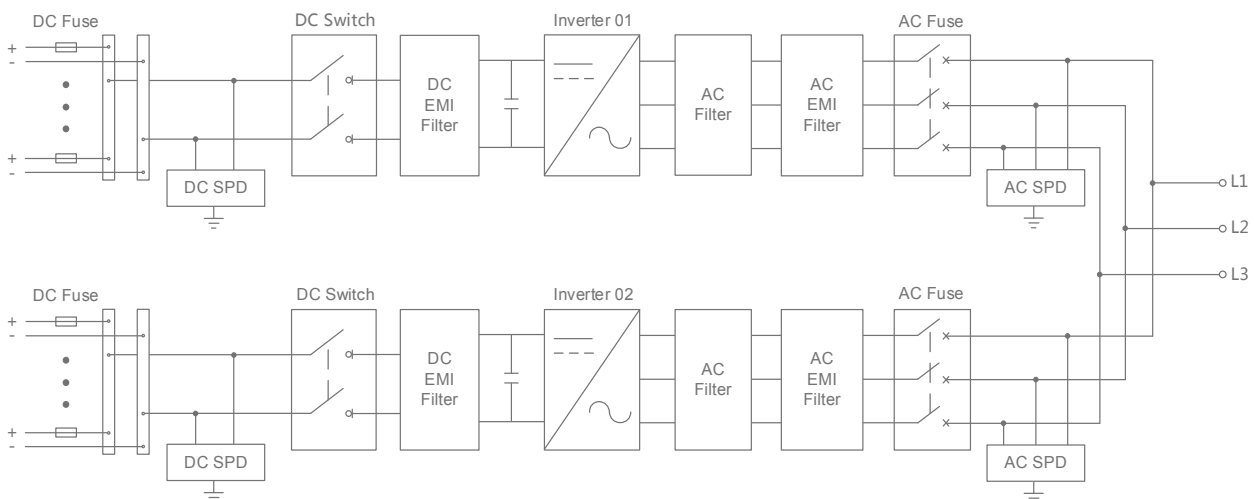 DC Fuse
DC Switch
Inverter 01
AC Fuse
+
-
+
-
DC
EMI
Filter
AC
Filter
AC
EMI
Filter
DC SPD
AC SPD
L1
L2
L3
DC Fuse
DC Switch
Inverter 02
AC Fuse
+
-
+
-
DC
EMI
Filter
AC
Filter
AC
EMI
Filter
DC SPD
AC SPD